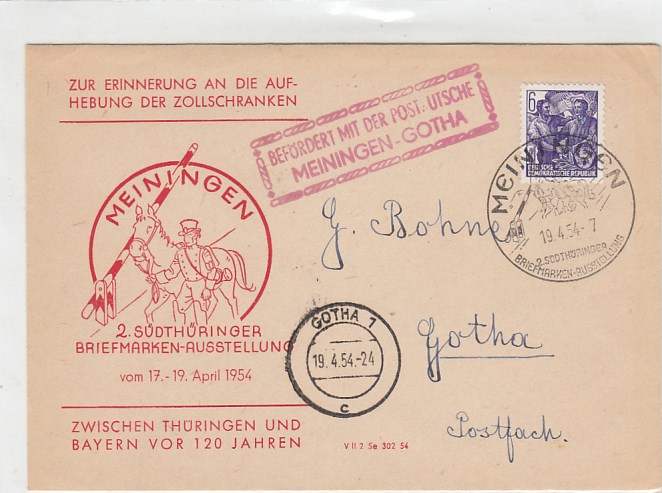 ZUR ERINNERUNG AN DIE AUF-
HEBUNG DER ZOLLSCHRANKEN
MEININGEN
2. SÜDTHÜRINGER
BRIEFMARKEN-AUSSTELLUNG
vom 17.-19. April 1954
ZWISCHEN THÜRINGEN UND
BAYERN VOR 120 JAHREN
BEFÖRDERT MIT DER POSTKUTSCHE
MEININGEN-GOTHA
6
DEUTSCHE
DEMOKRATISCHE REPUBLIK
MEININGEN
19.4.54-7
2. SÜDTHÜRINGER
BRIEFMARKEN-AUSSTELLUNG
G. Bohne
GOTHA 1
19.4.54.-24
c
Gotha
Postfach.
V II 2 Se 302 54